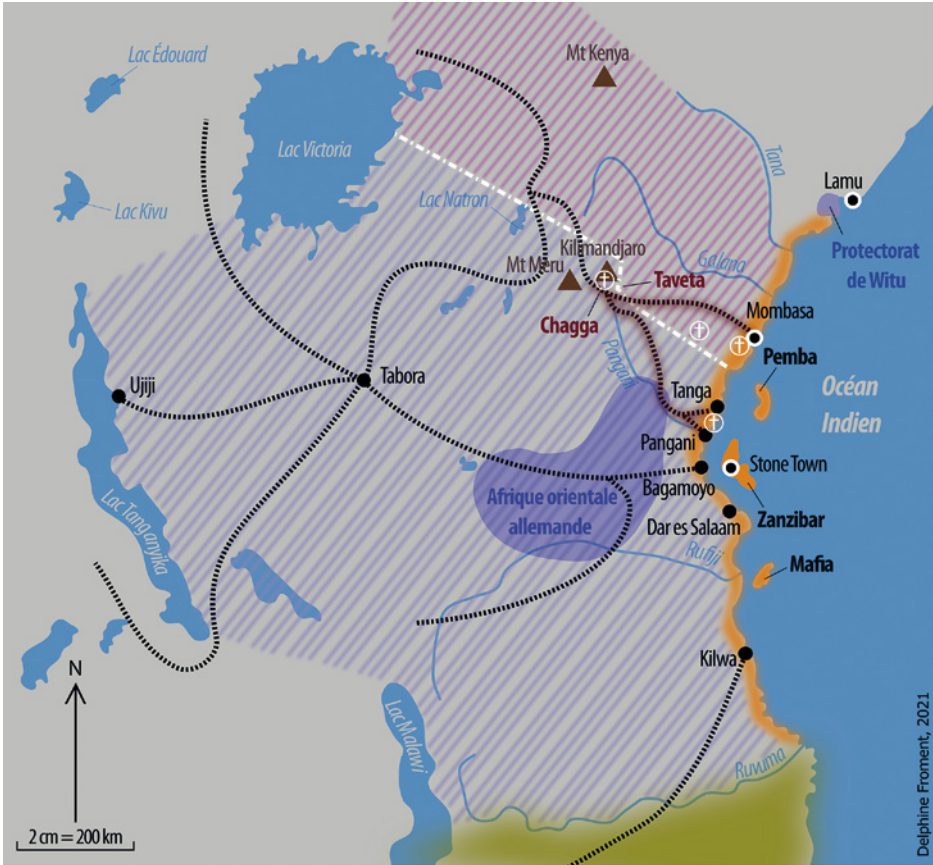 Mt Kenya
Lac Édouard
Lac Victoria
Tana
Lamu
Lac Kivu
Lac Natron
Protectorat
de Witu
Kilimandjaro
Galana
Mt Meru
Taveta
Chagga
Mombasa
Pangani
Pemba
Ujiji
Tabora
Tanga
Océan
Indien
Pangani
Stone Town
Bagamoyo
Afrique orientale
allemande
Zanzibar
Dar es Salaam
Lac Tanganyika
Rufiji
Mafia
Kilwa
N
Lac Malawi
Ruvuma
2 cm = 200 km
Delphine Froment, 2021